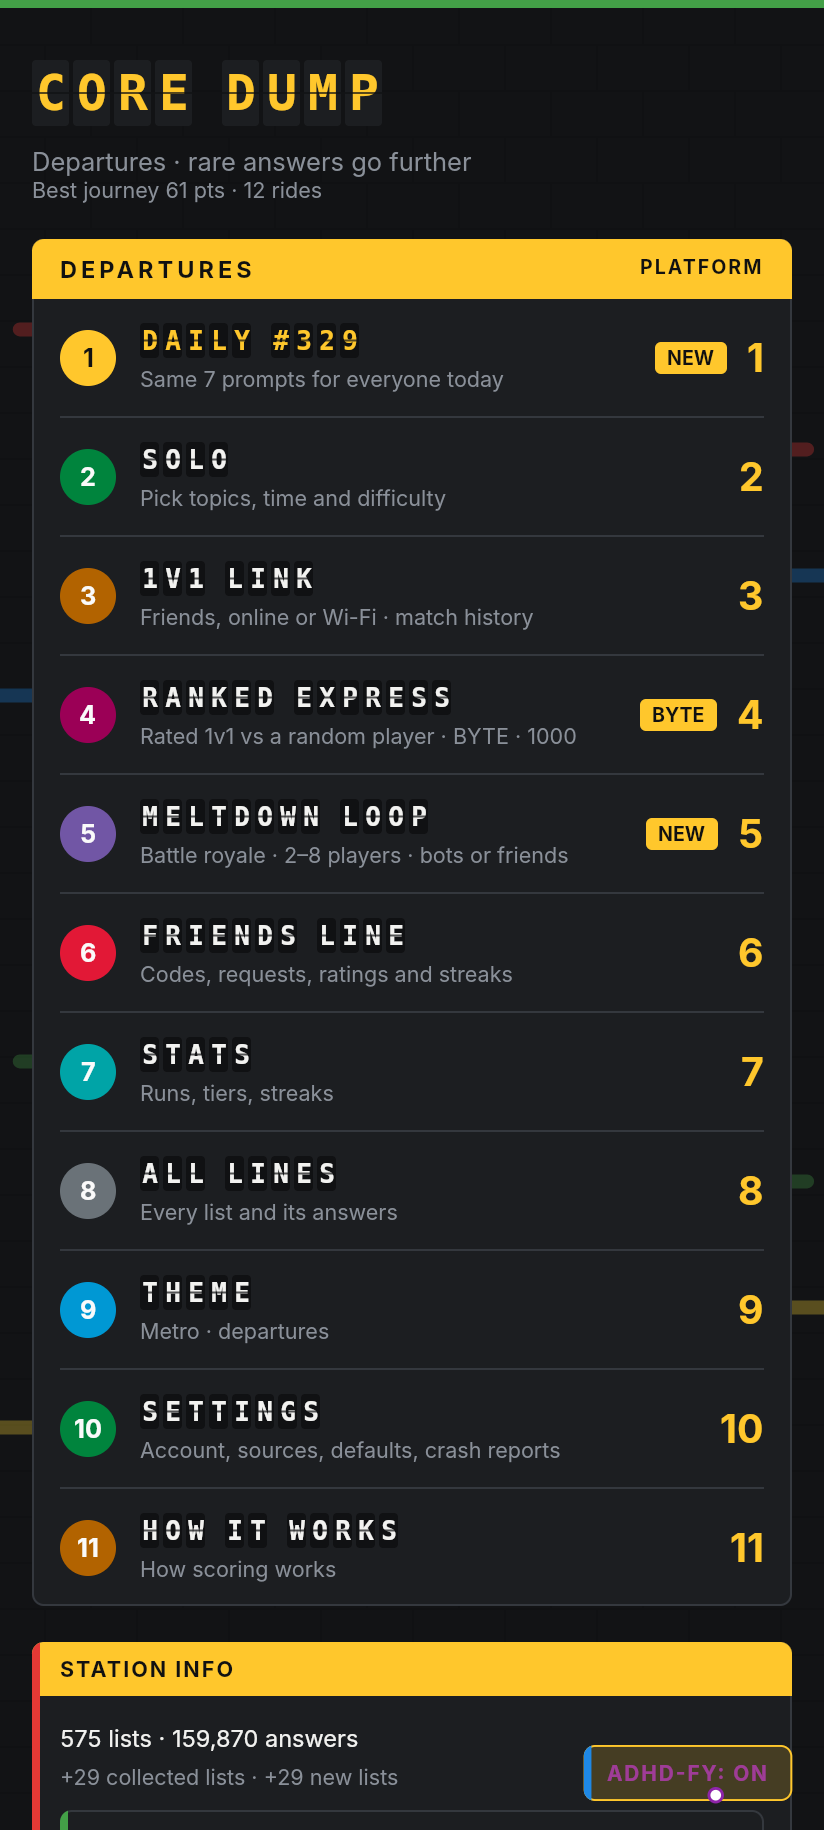 CORE DUMP
Departures · rare answers go further
Best journey 61 pts · 12 rides
DEPARTURES PLATFORM
1 DAILY #329 NEW 1
Same 7 prompts for everyone today
2 SOLO 2
Pick topics, time and difficulty
3 1V1 LINK 3
Friends, online or Wi-Fi · match history
4 RANKED EXPRESS BYTE 4
Rated 1v1 vs a random player · BYTE · 1000
5 MELTDOWN LOOP NEW 5
Battle royale · 2–8 players · bots or friends
6 FRIENDS LINE 6
Codes, requests, ratings and streaks
7 STATS 7
Runs, tiers, streaks
8 ALL LINES 8
Every list and its answers
9 THEME 9
Metro · departures
10 SETTINGS 10
Account, sources, defaults, crash reports
11 HOW IT WORKS 11
How scoring works
STATION INFO
575 lists · 159,870 answers
+29 collected lists · +29 new lists
ADHD-FY: ON